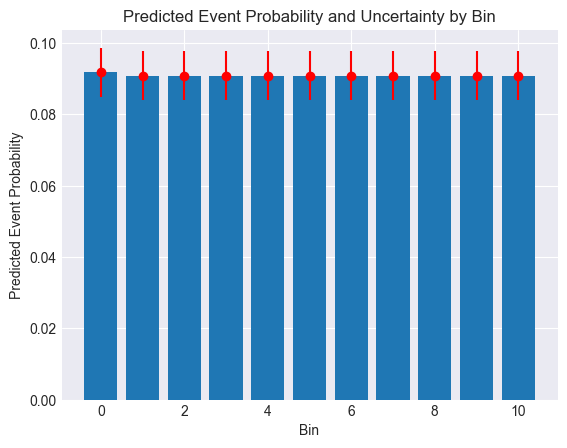 Predicted Event Probability and Uncertainty by Bin
0.10
0.08
0.06
0.04
0.02
0.00
Predicted Event Probability
0 2 4 6 8 10
Bin